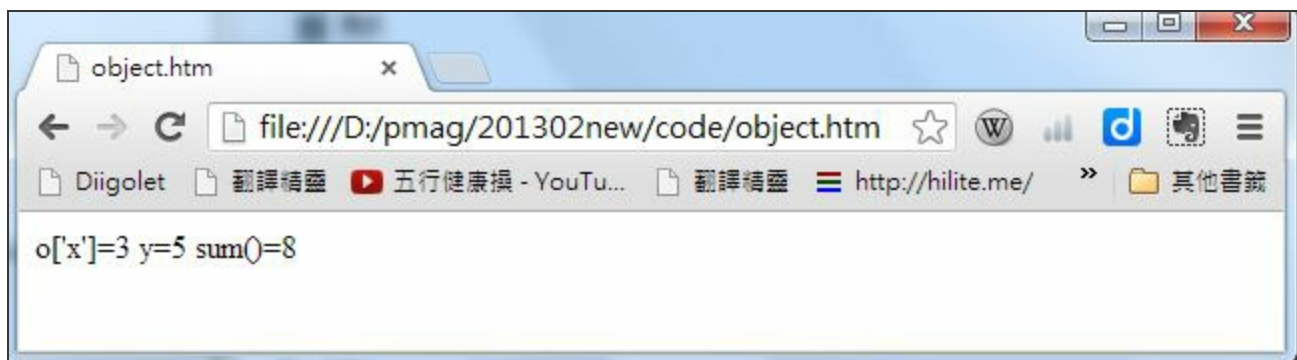 object.htm
file:///D:/pmag/201302new/code/object.htm
Diigolet 翻譯精靈 五行健康操 - YouTu... 翻譯精靈 http://hilite.me/ » 其他書籤
o['x']=3 y=5 sum()=8